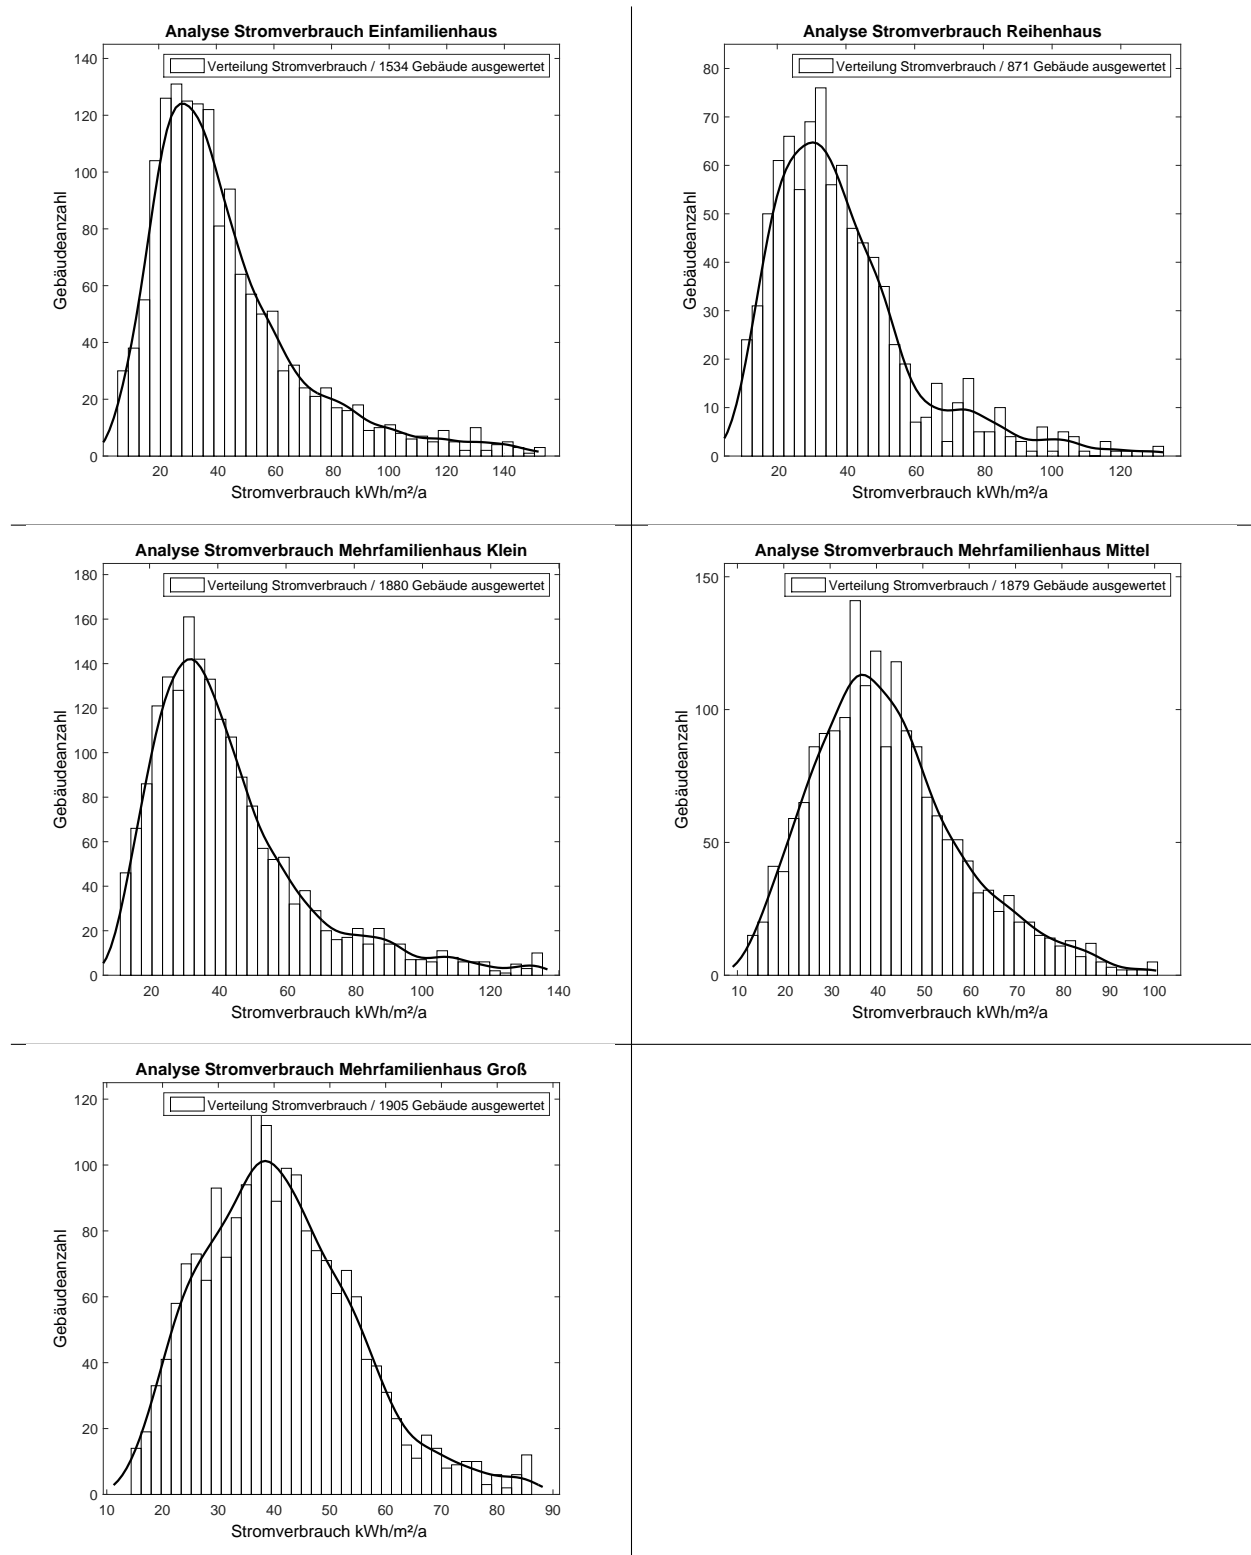 Analyse Stromverbrauch Einfamilienhaus
Verteilung Stromverbrauch / 1534 Gebäude ausgewertet
Gebäudeanzahl
140
120
100
80
60
40
20
0
20 40 60 80 100 120 140
Stromverbrauch kWh/m²/a
Analyse Stromverbrauch Reihenhaus
Verteilung Stromverbrauch / 871 Gebäude ausgewertet
Gebäudeanzahl
80
70
60
50
40
30
20
10
0
20 40 60 80 100 120
Stromverbrauch kWh/m²/a
Analyse Stromverbrauch Mehrfamilienhaus Klein
Verteilung Stromverbrauch / 1880 Gebäude ausgewertet
Gebäudeanzahl
180
160
140
120
100
80
60
40
20
0
20 40 60 80 100 120 140
Stromverbrauch kWh/m²/a
Analyse Stromverbrauch Mehrfamilienhaus Mittel
Verteilung Stromverbrauch / 1879 Gebäude ausgewertet
Gebäudeanzahl
150
100
50
0
10 20 30 40 50 60 70 80 90 100
Stromverbrauch kWh/m²/a
Analyse Stromverbrauch Mehrfamilienhaus Groß
Verteilung Stromverbrauch / 1905 Gebäude ausgewertet
Gebäudeanzahl
120
100
80
60
40
20
0
10 20 30 40 50 60 70 80 90
Stromverbrauch kWh/m²/a